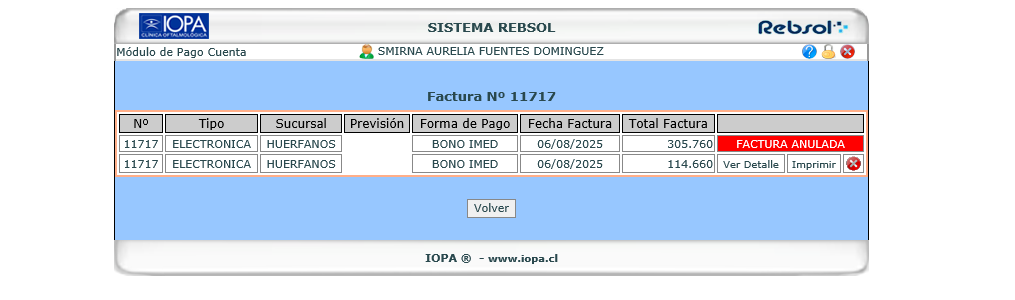 IOPA
CLÍNICA OFTALMOLÓGICA
SISTEMA REBSOL
Rebsol
Módulo de Pago Cuenta
SMIRNA AURELIA FUENTES DOMINGUEZ
?
Factura Nº 11717
Nº Tipo Sucursal Previsión Forma de Pago Fecha Factura Total Factura
11717 ELECTRONICA HUERFANOS BONO IMED 06/08/2025 305.760 FACTURA ANULADA
11717 ELECTRONICA HUERFANOS BONO IMED 06/08/2025 114.660 Ver Detalle Imprimir
Volver
IOPA ® - www.iopa.cl